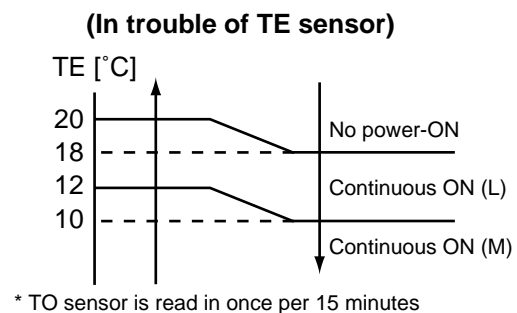 (In trouble of TE sensor)
TE [˚C]
20
No power-ON
18
12
Continuous ON (L)
10
Continuous ON (M)
* TO sensor is read in once per 15 minutes